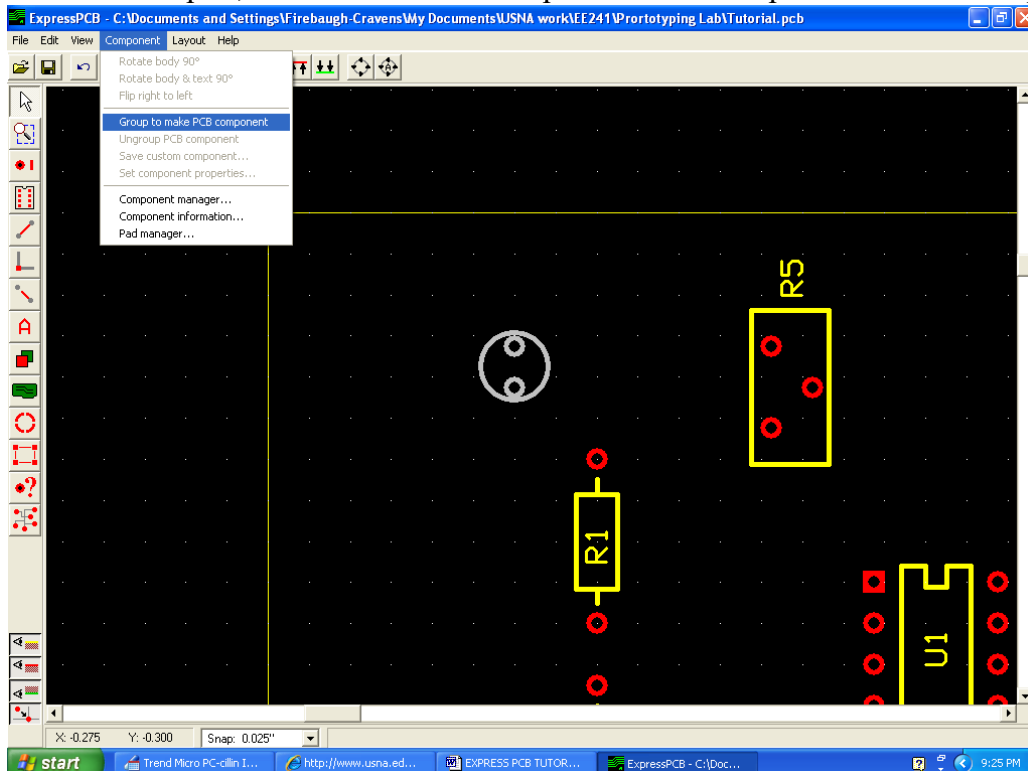 ExpressPCB - C:\Documents and Settings\Firebaugh-Cravens\My Documents\USNA work\EE241\Prortotyping Lab\Tutorial.pcb
File Edit View Component Layout Help
Rotate body 90°
Rotate body & text 90°
Flip right to left
Group to make PCB component
Ungroup PCB component
Save custom component...
Set component properties...
Component manager...
Component information...
Pad manager...
R5
R1
U1
X: -0.275 Y: -0.300 Snap: 0.025"
start Trend Micro PC-cillin I... http://www.usna.ed... EXPRESS PCB TUTOR... ExpressPCB - C:\Doc... 9:25 PM